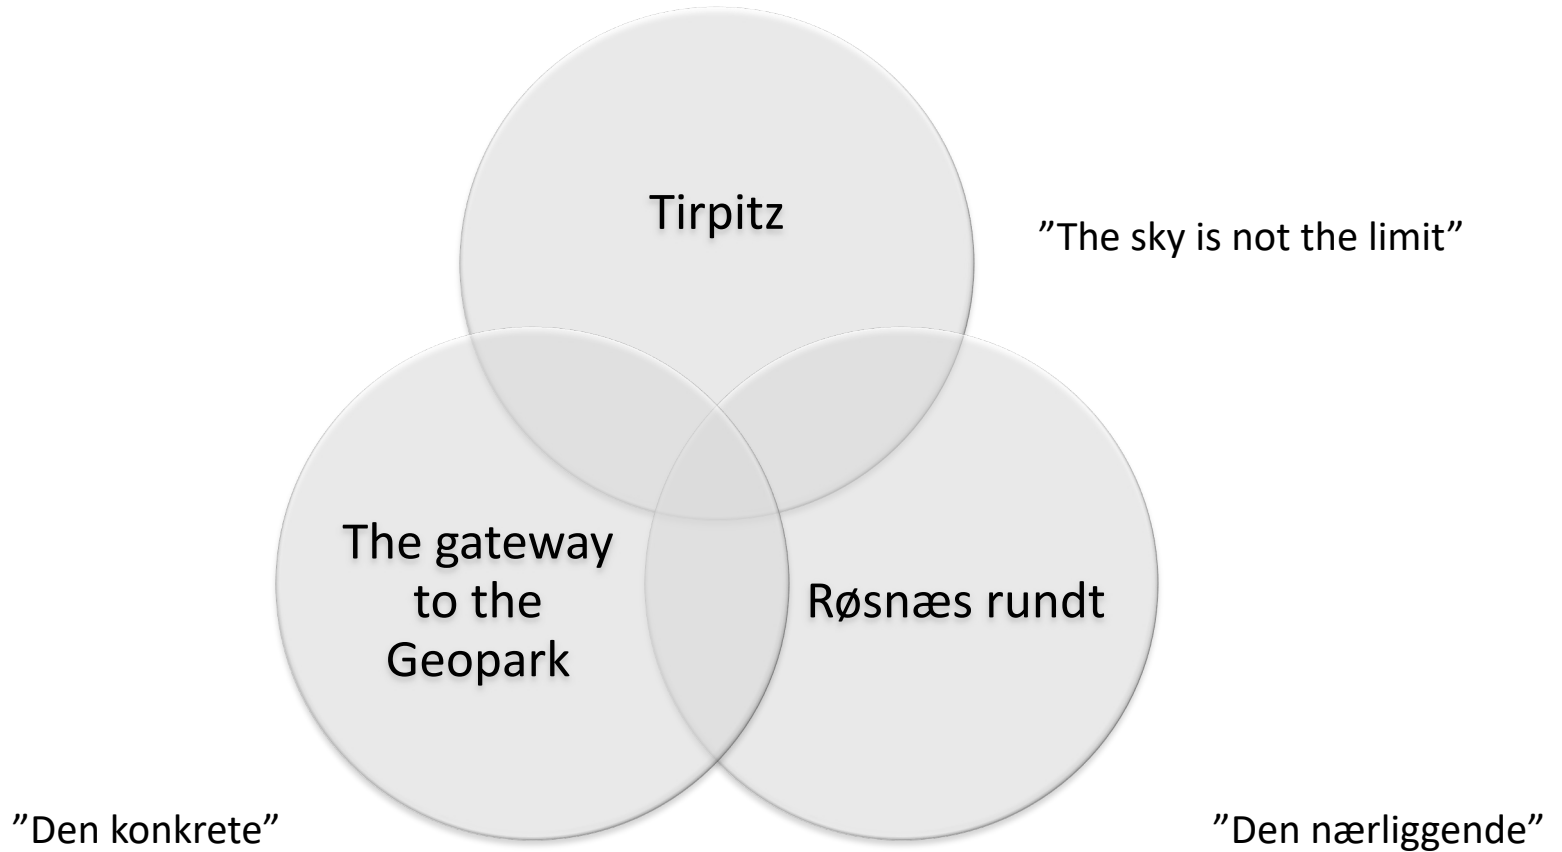 Tirpitz
”The sky is not the limit”
The gateway
to the
Geopark
Røsnæs rundt
”Den konkrete”
”Den nærliggende”